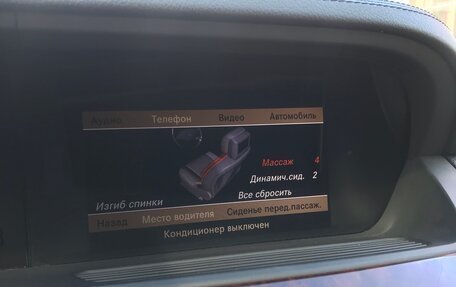 Аудио Телефон Видео Автомобиль
Массаж 4
Динамич.сид. 2
Все сбросить
Изгиб спинки
Назад Место водителя Сиденье перед.пассаж.
Кондиционер выключен